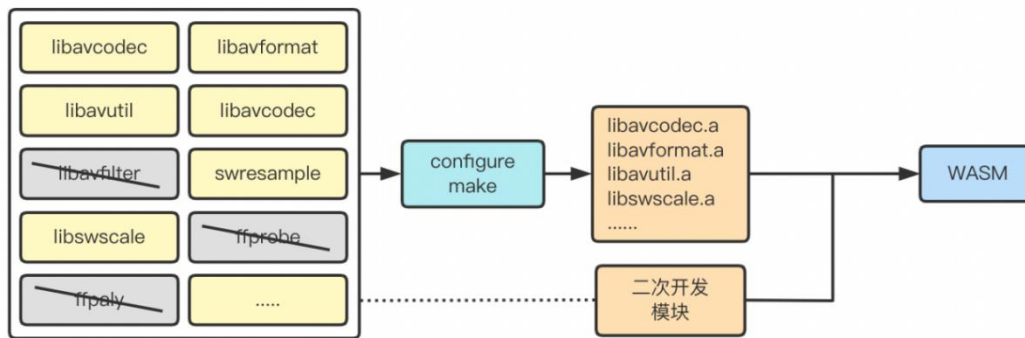 libavcodec
libavformat
libavutil
libavcodec
libavfilter
swresample
libswscale
ffprobe
ffpaly
.....
configure
make
libavcodec.a
libavformat.a
libavutil.a
libswscale.a
......
二次开发
模块
WASM